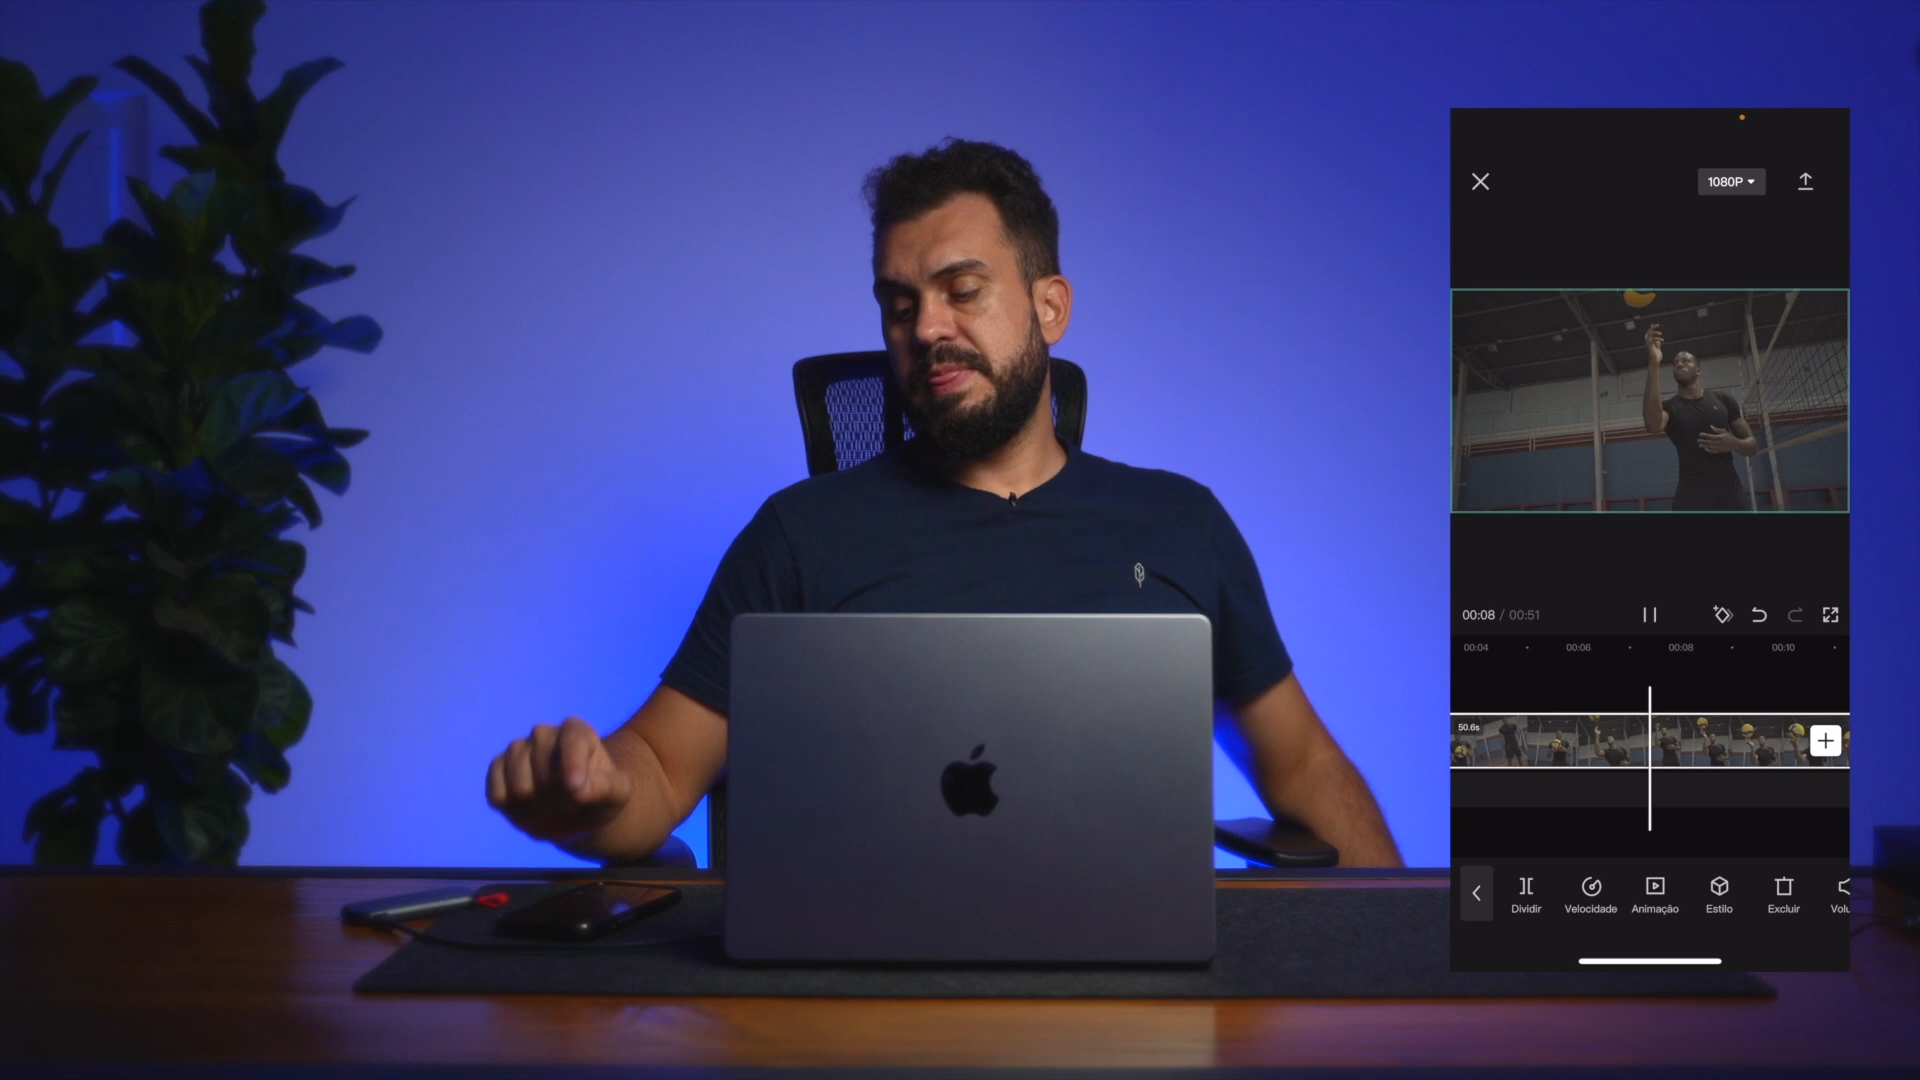 1080P
00:08 / 00:51
00:04 00:06 00:08 00:10
50.6s
Dividir Velocidade Animação Estilo Excluir Volu